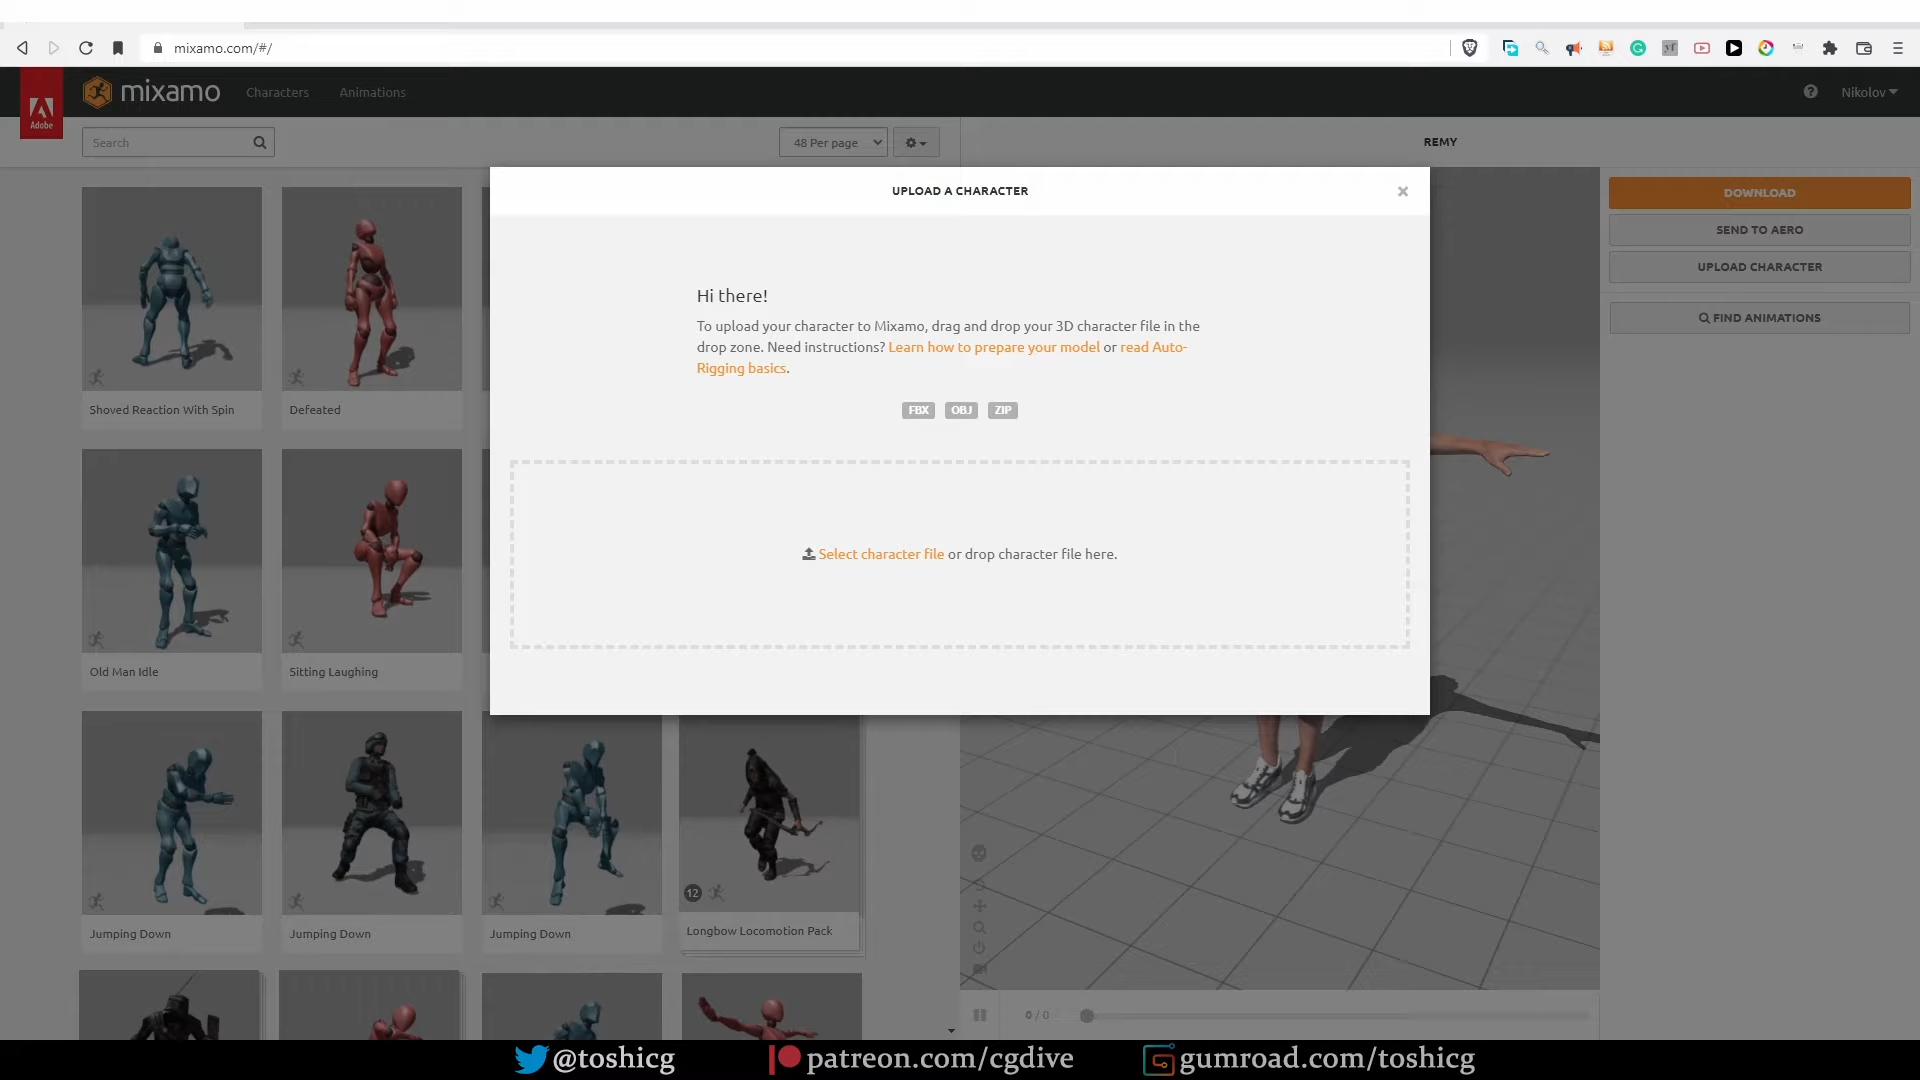 mixamo.com/#/
Adobe
mixamo
Characters
Animations
Nikolov
Search
48 Per page
REMY
UPLOAD A CHARACTER
DOWNLOAD
SEND TO AERO
UPLOAD CHARACTER
FIND ANIMATIONS
Hi there!
To upload your character to Mixamo, drag and drop your 3D character file in the
drop zone. Need instructions? Learn how to prepare your model or read Auto-
Rigging basics.
FBX OBJ ZIP
Select character file or drop character file here.
Shoved Reaction With Spin
Defeated
Old Man Idle
Sitting Laughing
12
Jumping Down
Jumping Down
Jumping Down
Longbow Locomotion Pack
0 / 0
@toshicg
patreon.com/cgdive
gumroad.com/toshicg